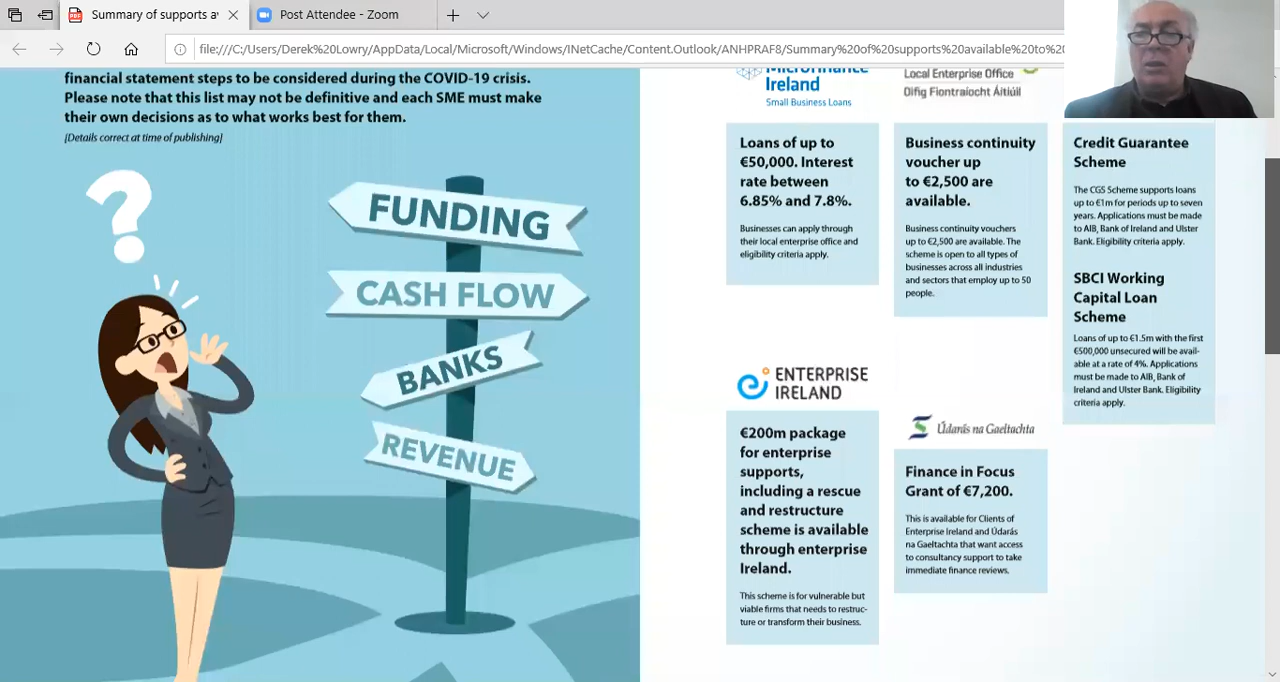 Summary of supports av
Post Attendee - Zoom
file:///C:/Users/Derek%20Lowry/AppData/Local/Microsoft/Windows/INetCache/Content.Outlook/ANHPRAF8/Summary%20of%20supports%20available%20to%20
financial statement steps to be considered during the COVID-19 crisis.
Please note that this list may not be definitive and each SME must make
their own decisions as to what works best for them.
[Details correct at time of publishing]
?
FUNDING
CASH FLOW
BANKS
REVENUE
Microfinance
Ireland
Small Business Loans
Loans of up to
€50,000. Interest
rate between
6.85% and 7.8%.
Businesses can apply through
their local enterprise office and
eligibility criteria apply.
Local Enterprise Office
Oifig Fiontraíocht Áitiúil
Business continuity
voucher up
to €2,500 are
available.
Business continuity vouchers
up to €2,500 are available. The
scheme is open to all types of
businesses across all industries
and sectors that employ up to 50
people.
Credit Guarantee
Scheme
The CGS Scheme supports loans
up to €1m for periods up to seven
years. Applications must be made
to AIB, Bank of Ireland and Ulster
Bank. Eligibility criteria apply.
SBCI Working
Capital Loan
Scheme
Loans of up to €1.5m with the first
€500,000 unsecured will be avail-
able at a rate of 4%. Applications
must be made to AIB, Bank of
Ireland and Ulster Bank. Eligibility
criteria apply.
ENTERPRISE
IRELAND
€200m package
for enterprise
supports,
including a rescue
and restructure
scheme is available
through enterprise
Ireland.
This scheme is for vulnerable but
viable firms that needs to restruc-
ture or transform their business.
Údarás na Gaeltachta
Finance in Focus
Grant of €7,200.
This is available for Clients of
Enterprise Ireland and Údarás
na Gaeltachta that want access
to consultancy support to take
immediate finance reviews.